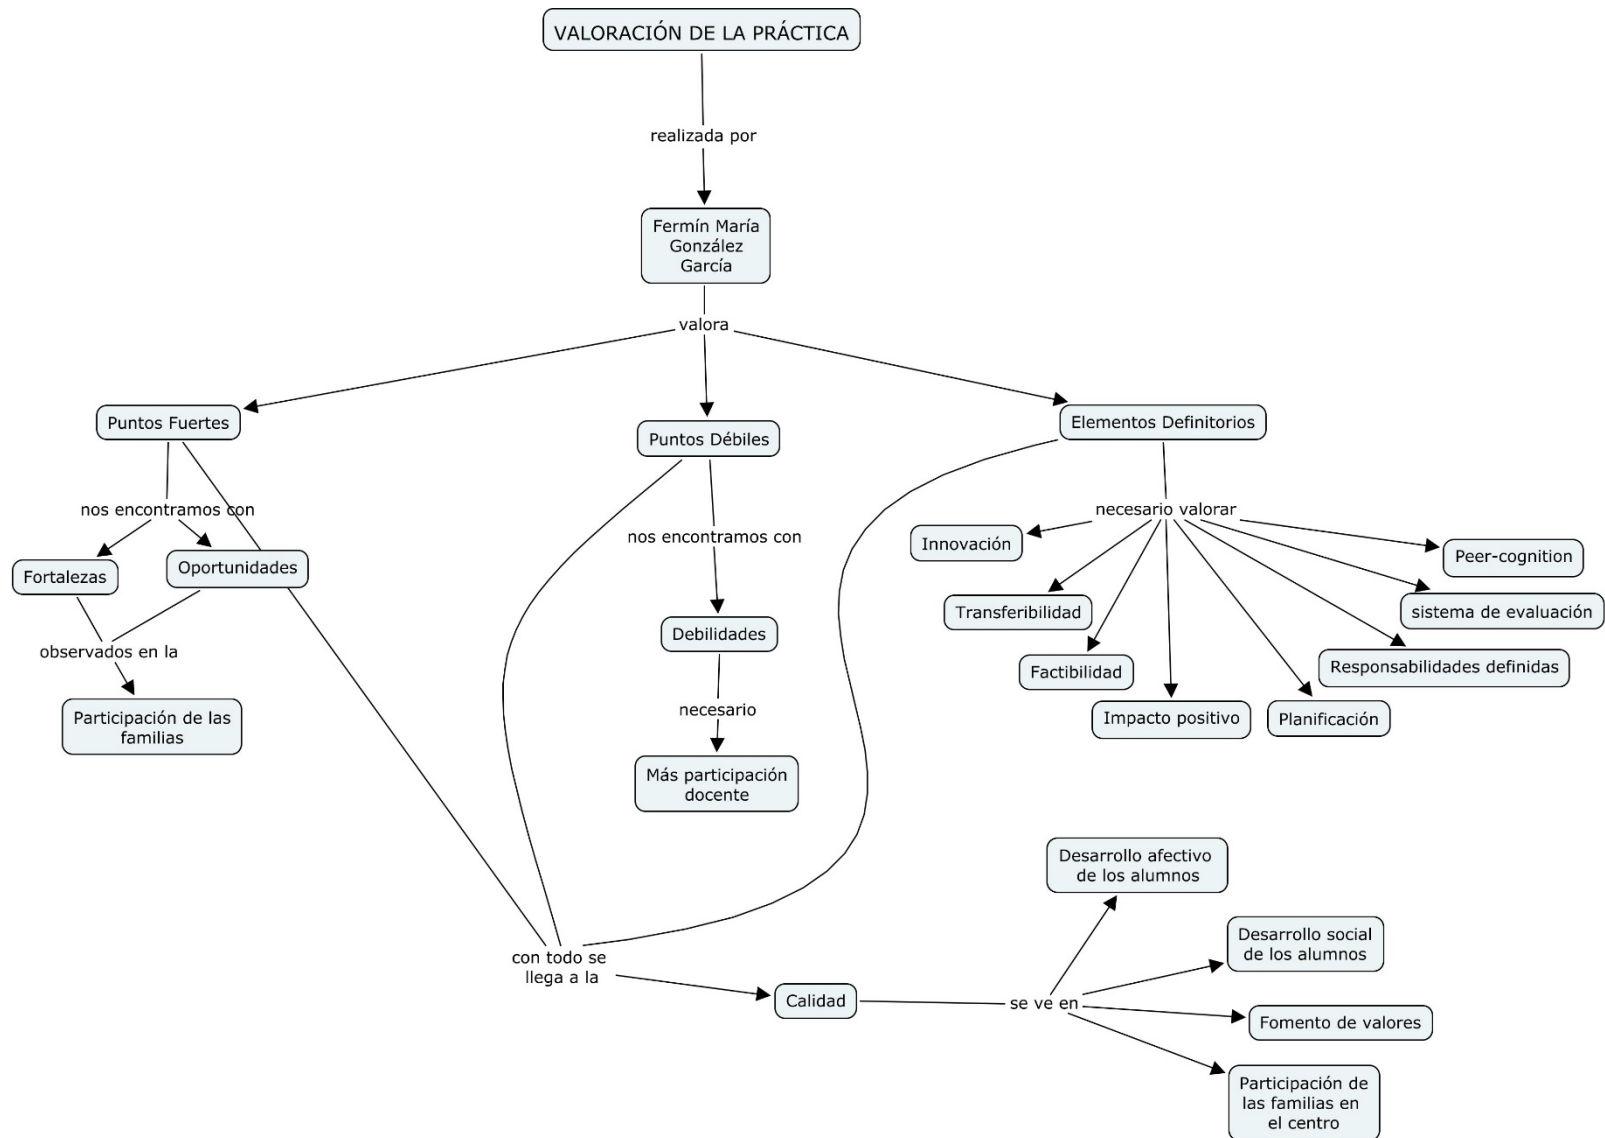 VALORACIÓN DE LA PRÁCTICA
realizada por
Fermín María
González
García
valora
Puntos Fuertes
Puntos Débiles
Elementos Definitorios
nos encontramos con
Fortalezas
Oportunidades
observados en la
Participación de las
familias
nos encontramos con
Debilidades
necesario
Más participación
docente
necesario valorar
Innovación
Transferibilidad
Factibilidad
Impacto positivo
Planificación
Responsabilidades definidas
sistema de evaluación
Peer-cognition
con todo se
llega a la
Calidad
se ve en
Desarrollo afectivo
de los alumnos
Desarrollo social
de los alumnos
Fomento de valores
Participación de
las familias en
el centro